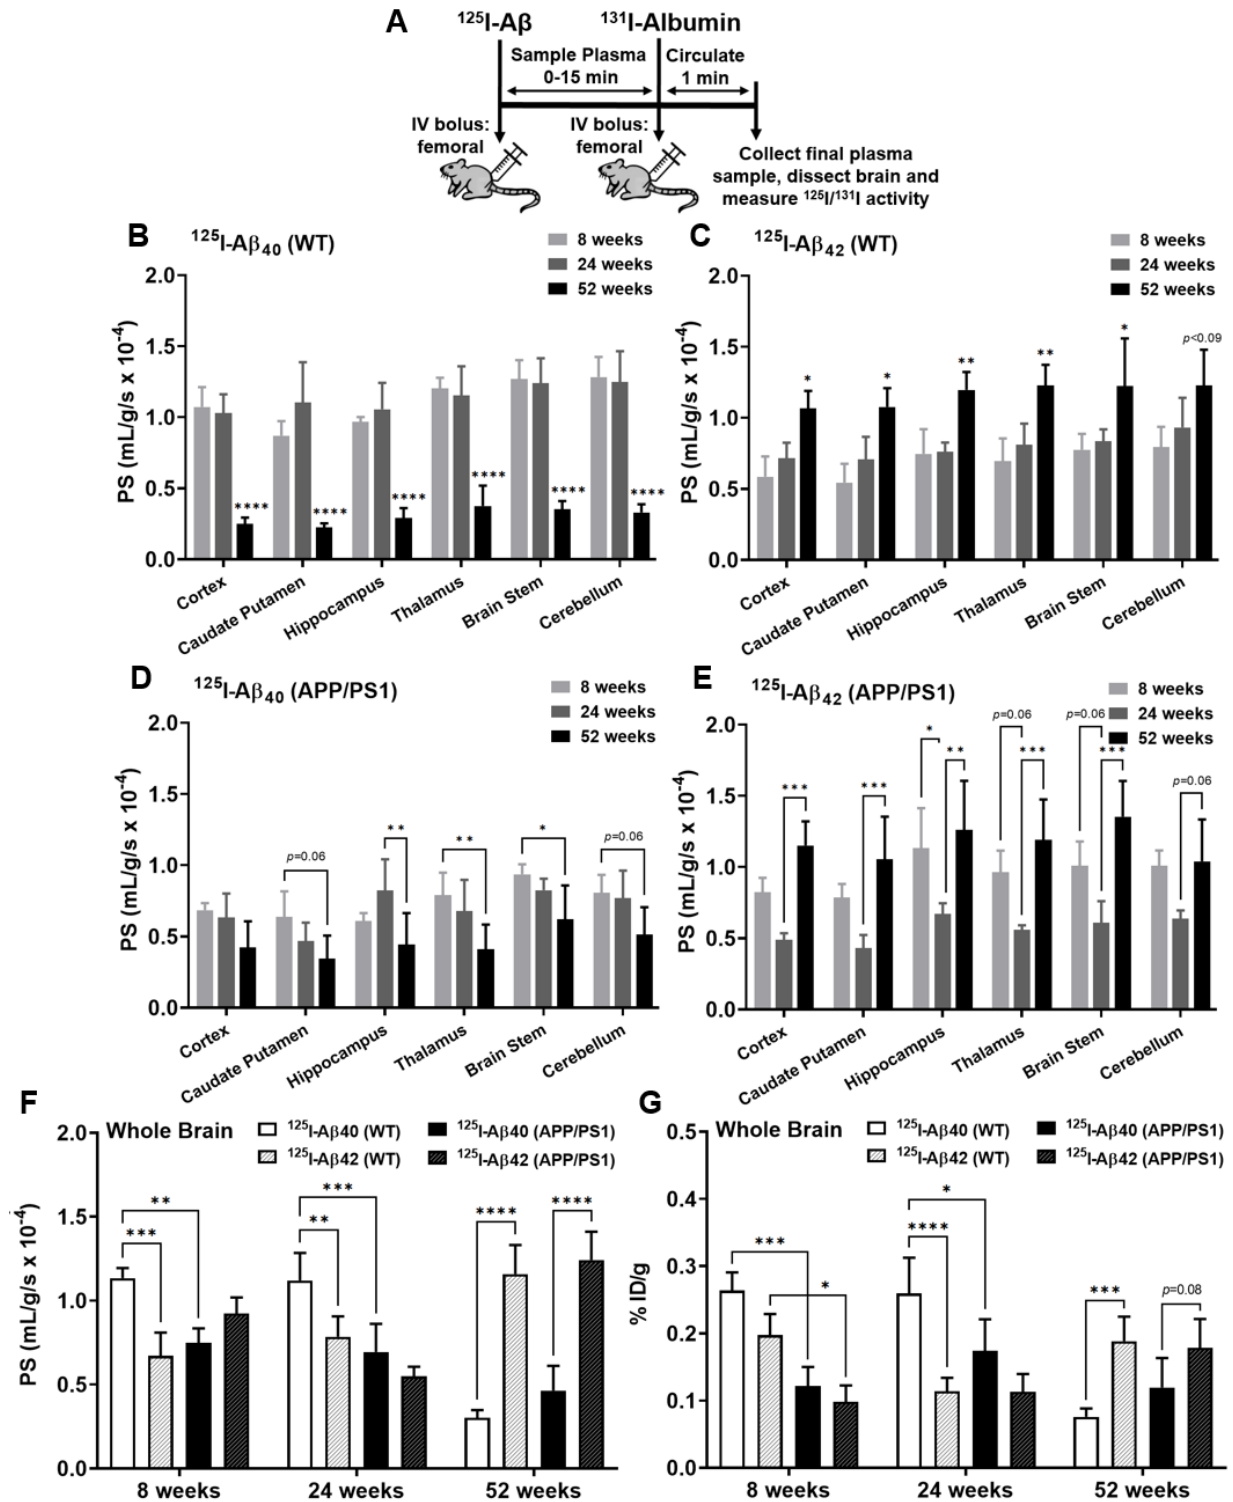 A
125I-Aβ
131I-Albumin
Sample Plasma
0-15 min
Circulate
1 min
IV bolus:
femoral
IV bolus:
femoral
Collect final plasma
sample, dissect brain and
measure 125I/131I activity
B
125I-Aβ40 (WT)
8 weeks
24 weeks
52 weeks
PS (mL/g/s x 10-4)
2.0
1.5
1.0
0.5
0.0
****
****
****
****
****
****
Cortex
Caudate Putamen
Hippocampus
Thalamus
Brain Stem
Cerebellum
C
125I-Aβ42 (WT)
8 weeks
24 weeks
52 weeks
PS (mL/g/s x 10-4)
2.0
1.5
1.0
0.5
0.0
*
*
**
**
*
p<0.09
Cortex
Caudate Putamen
Hippocampus
Thalamus
Brain Stem
Cerebellum
D
125I-Aβ40 (APP/PS1)
8 weeks
24 weeks
52 weeks
PS (mL/g/s x 10-4)
2.0
1.5
1.0
0.5
0.0
p=0.06
**
**
*
p=0.06
Cortex
Caudate Putamen
Hippocampus
Thalamus
Brain Stem
Cerebellum
E
125I-Aβ42 (APP/PS1)
8 weeks
24 weeks
52 weeks
PS (mL/g/s x 10-4)
2.0
1.5
1.0
0.5
0.0
***
***
*
**
p=0.06
***
p=0.06
***
p=0.06
Cortex
Caudate Putamen
Hippocampus
Thalamus
Brain Stem
Cerebellum
F
Whole Brain
125I-Aβ40 (WT)
125I-Aβ42 (WT)
125I-Aβ40 (APP/PS1)
125I-Aβ42 (APP/PS1)
PS (mL/g/s x 10-4)
2.0
1.5
1.0
0.5
0.0
**
***
***
**
****
****
8 weeks
24 weeks
52 weeks
G
Whole Brain
125I-Aβ40 (WT)
125I-Aβ42 (WT)
125I-Aβ40 (APP/PS1)
125I-Aβ42 (APP/PS1)
% ID/g
0.5
0.4
0.3
0.2
0.1
0.0
***
*
*
****
***
p=0.08
8 weeks
24 weeks
52 weeks